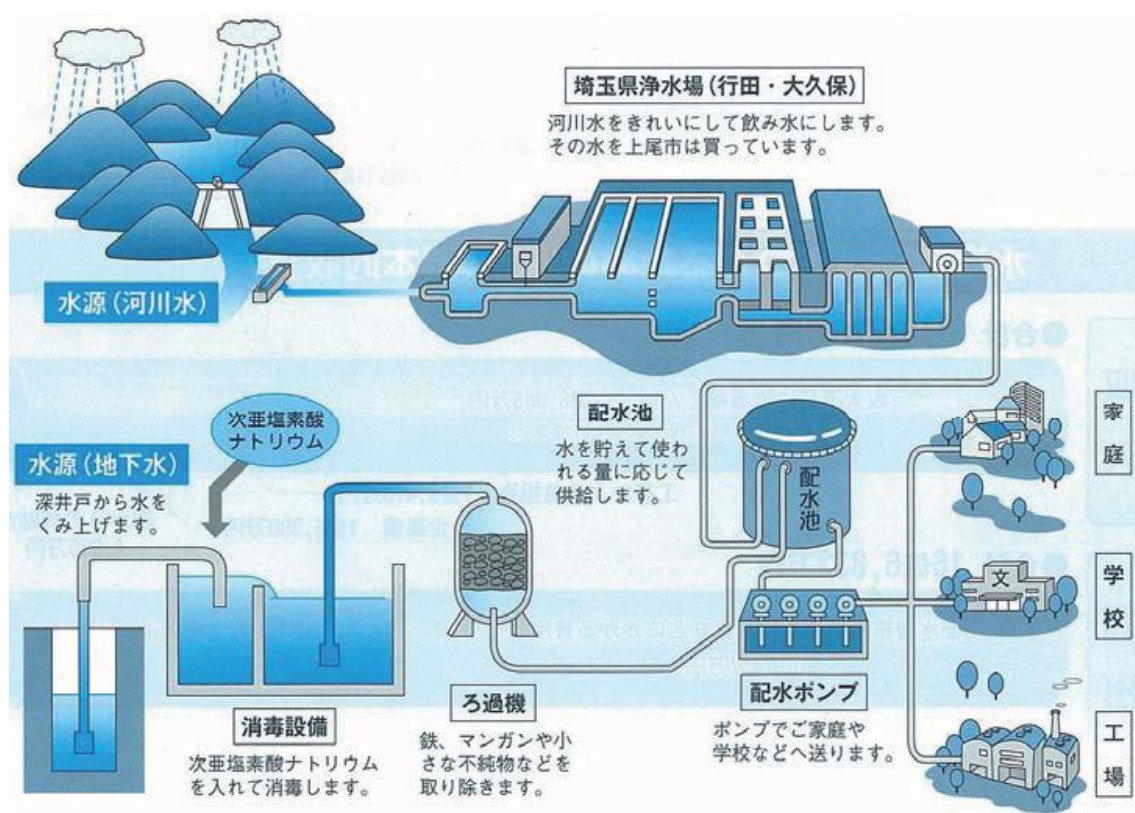 埼玉県浄水場(行田・大久保)
河川水をきれいにして飲み水にします。
その水を上尾市は買っています。
水源(河川水)
次亜塩素酸
ナトリウム
水源(地下水)
深井戸から水を
くみ上げます。
配水池
水を貯えて使わ
れる量に応じて
供給します。
配水池
家庭
学校
文
工場
消毒設備
次亜塩素酸ナトリウム
を入れて消毒します。
ろ過機
鉄、マンガンや小
さな不純物などを
取り除きます。
配水ポンプ
ポンプでご家庭や
学校などへ送ります。